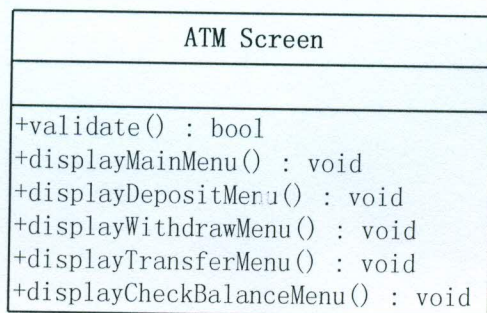 ATM Screen
+validate() : bool
+displayMainMenu() : void
+displayDepositMenu() : void
+displayWithdrawMenu() : void
+displayTransferMenu() : void
+displayCheckBalanceMenu() : void